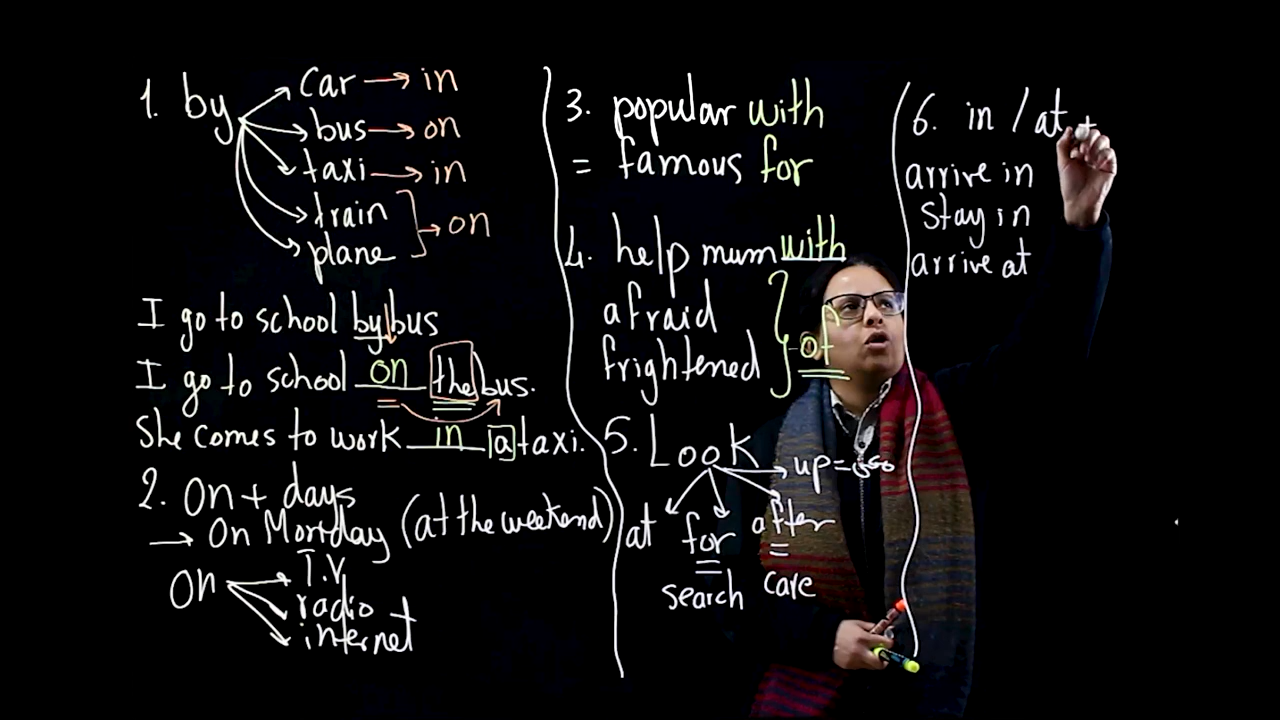 1. by
car → in
bus → on
taxi → in
train
plane
→ on
I go to school by bus
I go to school on the bus.
She comes to work in a taxi.
2. on + days
→ On Monday (at the weekend)
on
T.V
radio
internet
3. popular with
= famous for
4. help mum with
afraid
frightened
of
5. Look
up =
at for after
search care
6. in / at +
arrive in
stay in
arrive at